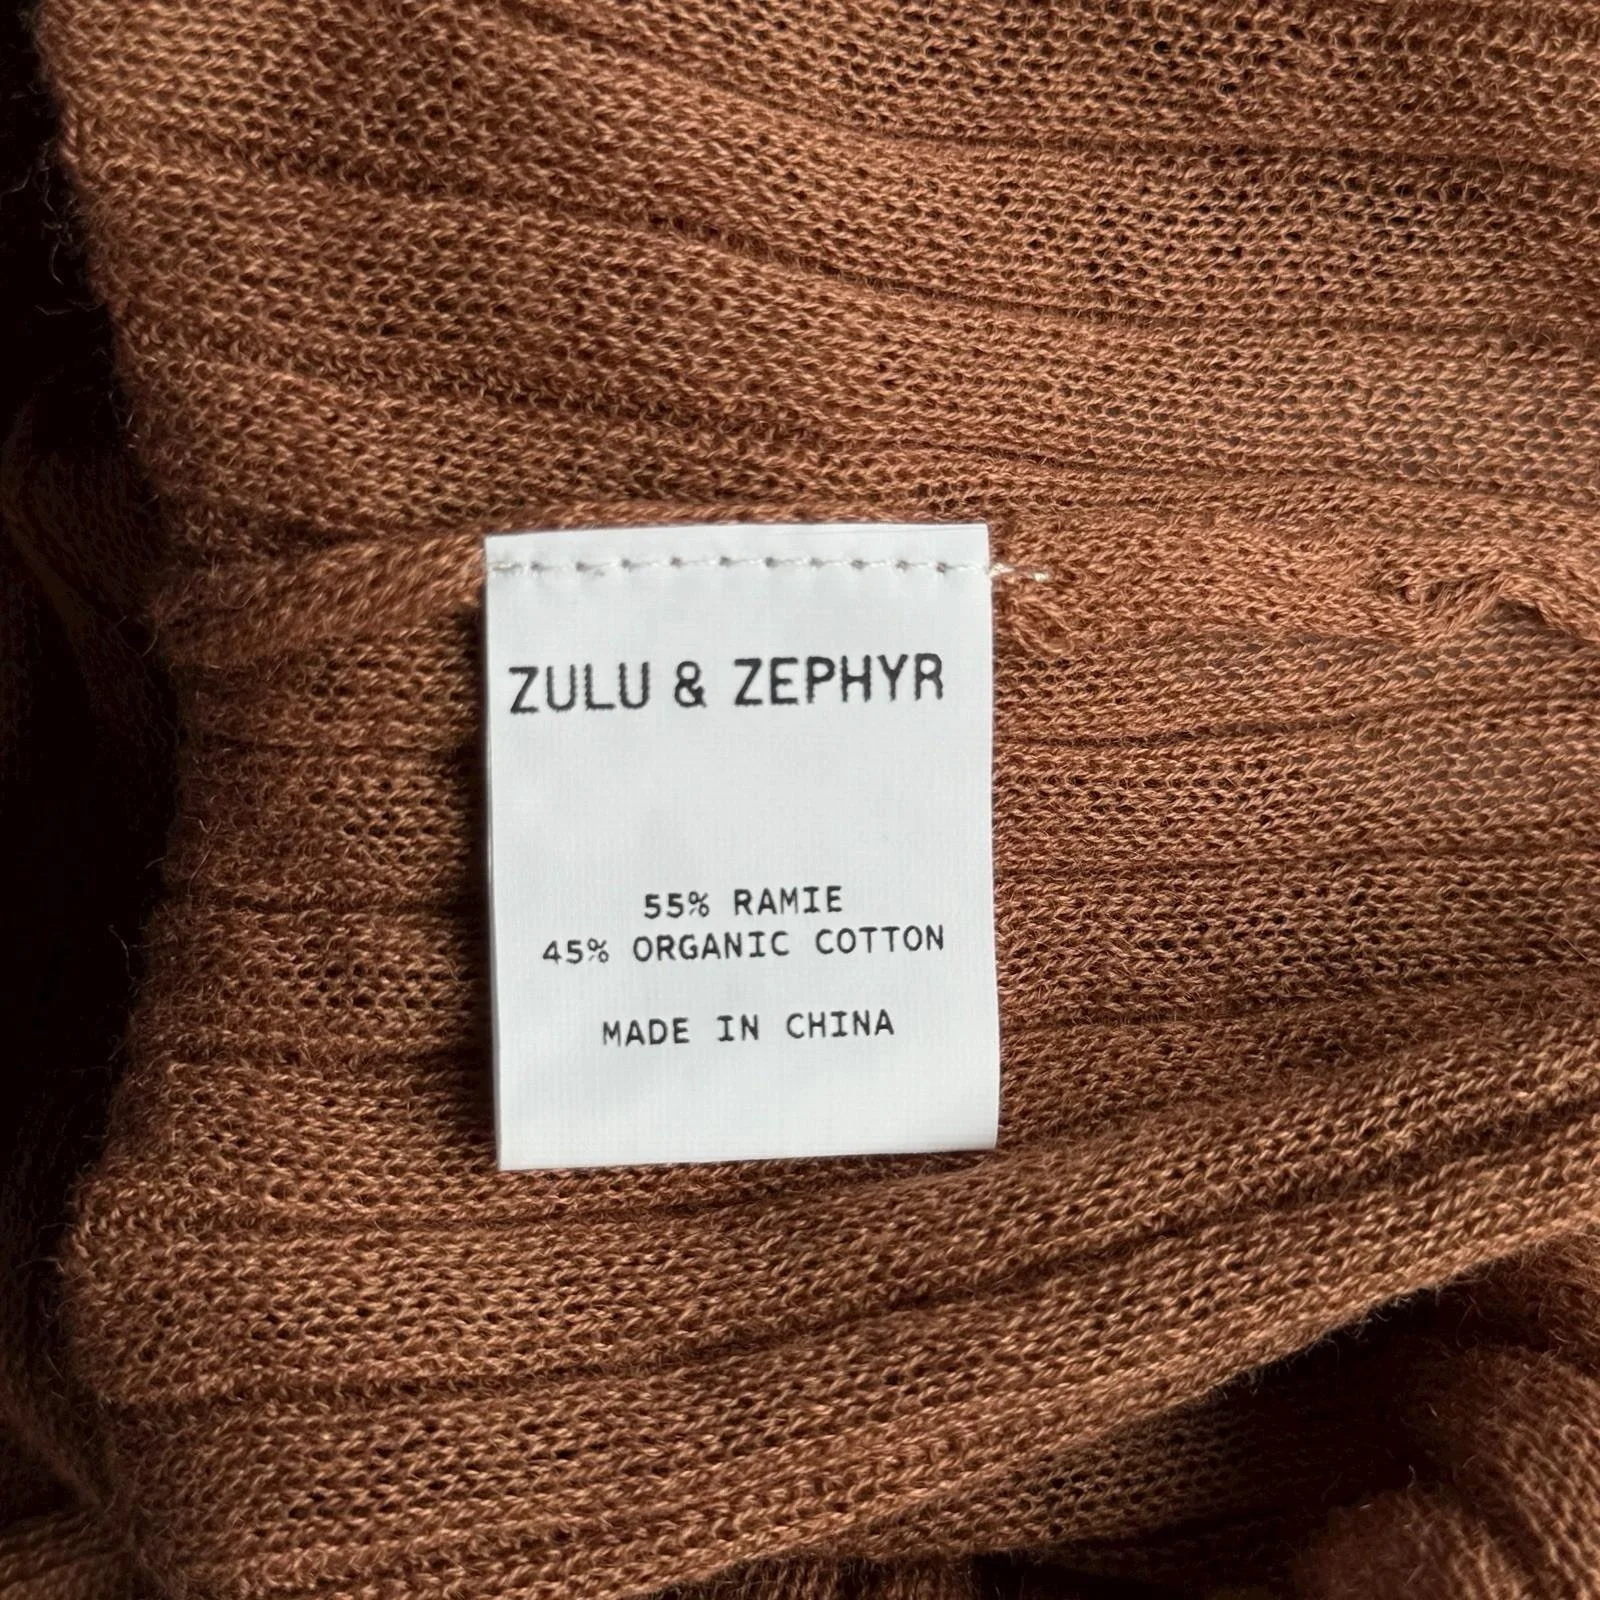 ZULU & ZEPHYR
55% RAMIE
45% ORGANIC COTTON
MADE IN CHINA